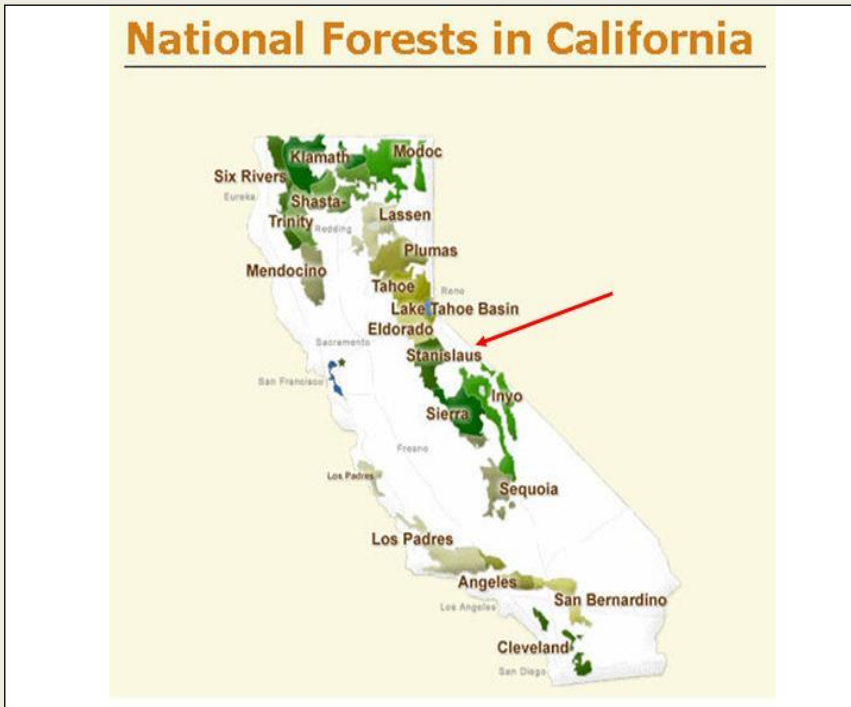 National Forests in California
Klamath
Modoc
Six Rivers
Eureka
Shasta-
Trinity
Redding
Lassen
Plumas
Mendocino
Tahoe
Reno
Lake Tahoe Basin
Eldorado
Sacramento
Stanislaus
San Francisco
Inyo
Sierra
Fresno
Los Padres
Sequoia
Los Padres
Angeles
San Bernardino
Los Angeles
Cleveland
San Diego